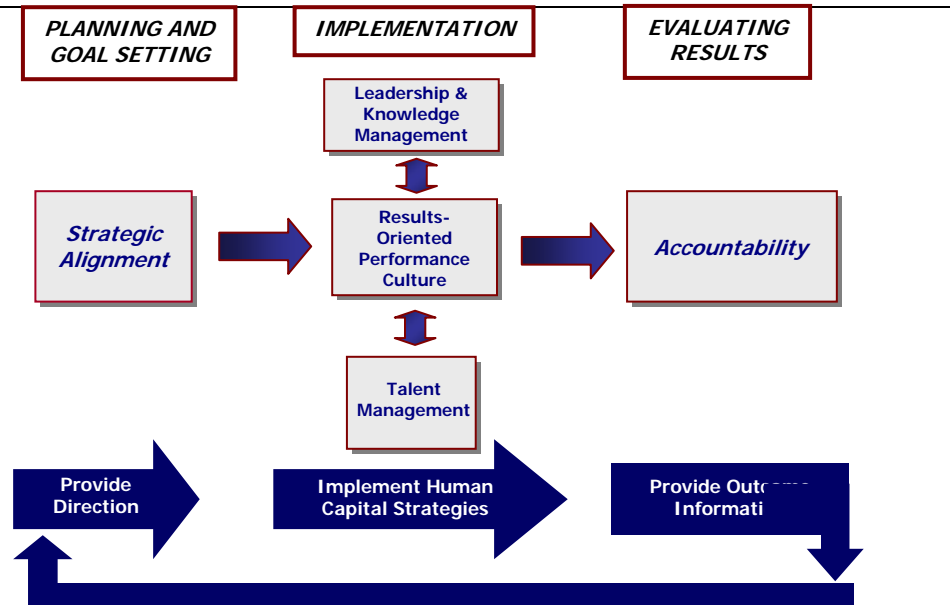 PLANNING AND
GOAL SETTING
IMPLEMENTATION
EVALUATING
RESULTS
Leadership &
Knowledge
Management
Strategic
Alignment
Results-
Oriented
Performance
Culture
Accountability
Talent
Management
Provide
Direction
Implement Human
Capital Strategies
Provide